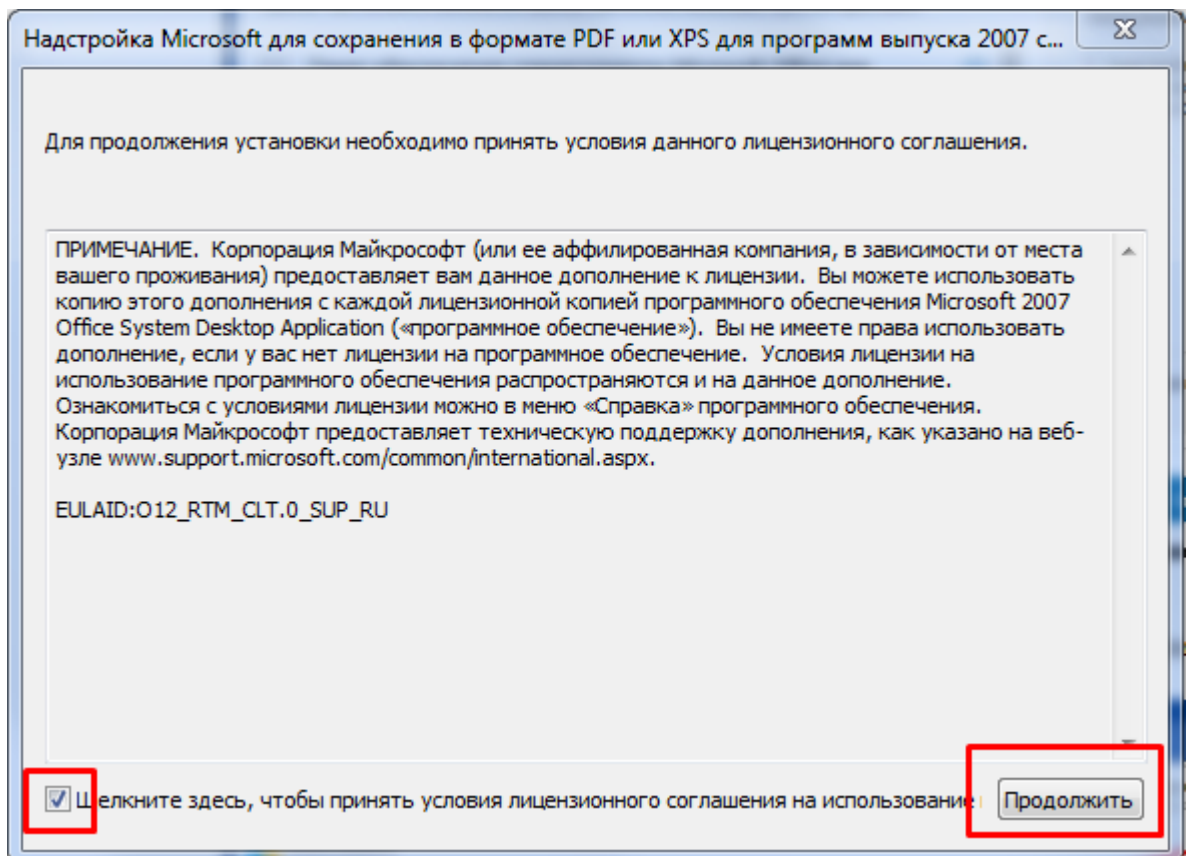 Надстройка Microsoft для сохранения в формате PDF или XPS для программ выпуска 2007 с...
Для продолжения установки необходимо принять условия данного лицензионного соглашения.
ПРИМЕЧАНИЕ. Корпорация Майкрософт (или ее аффилированная компания, в зависимости от места
вашего проживания) предоставляет вам данное дополнение к лицензии. Вы можете использовать
копию этого дополнения с каждой лицензионной копией программного обеспечения Microsoft 2007
Office System Desktop Application («программное обеспечение»). Вы не имеете права использовать
дополнение, если у вас нет лицензии на программное обеспечение. Условия лицензии на
использование программного обеспечения распространяются и на данное дополнение.
Ознакомиться с условиями лицензии можно в меню «Справка» программного обеспечения.
Корпорация Майкрософт предоставляет техническую поддержку дополнения, как указано на веб-
узле www.support.microsoft.com/common/international.aspx.
EULAID:O12_RTM_CLT.0_SUP_RU
Щелкните здесь, чтобы принять условия лицензионного соглашения на использование
Продолжить